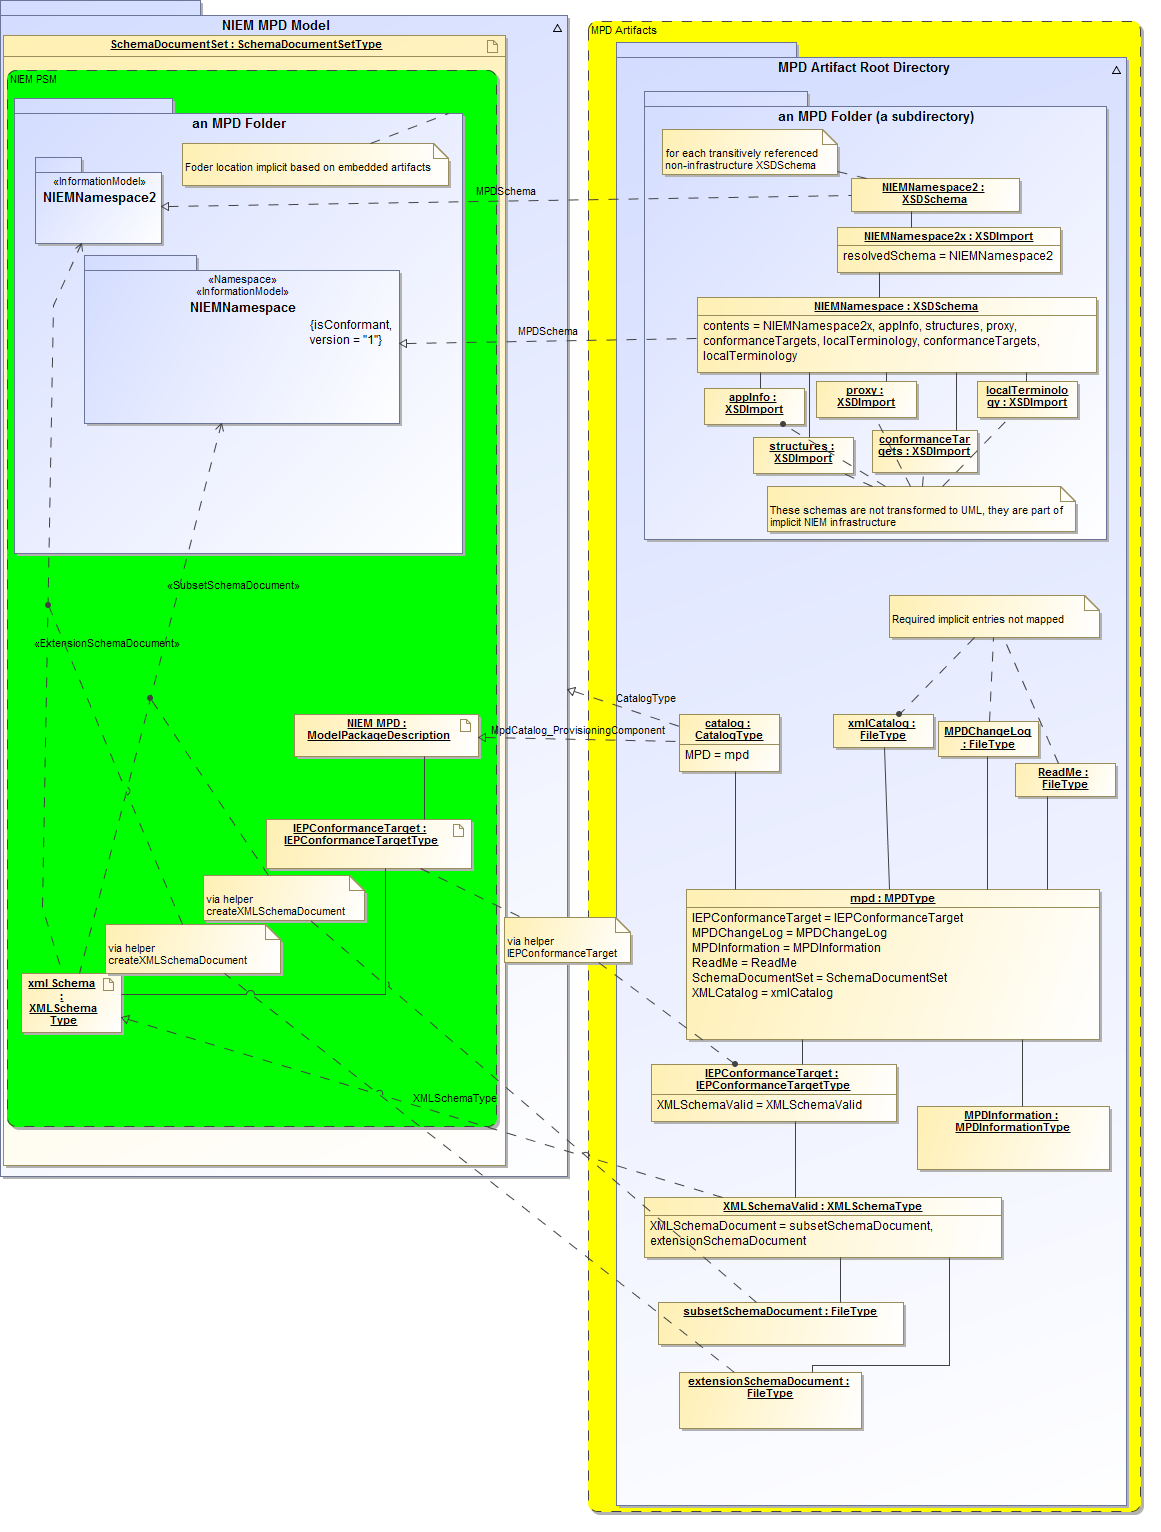 NIEM MPD Model
SchemaDocumentSet : SchemaDocumentSetType
NIEM PSM
an MPD Folder
Foder location implicit based on embedded artifacts
«InformationModel»
NIEMNamespace2
«Namespace»
«InformationModel»
NIEMNamespace
{isConformant,
version = "1"}
MPDSchema
MPDSchema
«SubsetSchemaDocument»
«ExtensionSchemaDocument»
NIEM MPD :
ModelPackageDescription
IEPConformanceTarget :
IEPConformanceTargetType
via helper
createXMLSchemaDocument
via helper
createXMLSchemaDocument
xml Schema
:
XMLSchema
Type
XMLSchemaType
via helper
IEPConformanceTarget
CatalogType
MpdCatalog_ProvisioningComponent
MPD Artifacts
MPD Artifact Root Directory
an MPD Folder (a subdirectory)
for each transitively referenced
non-infrastructure XSDSchema
NIEMNamespace2 :
XSDSchema
NIEMNamespace2x : XSDImport
resolvedSchema = NIEMNamespace2
NIEMNamespace : XSDSchema
contents = NIEMNamespace2x, appInfo, structures, proxy,
conformanceTargets, localTerminology, conformanceTargets,
localTerminology
appInfo :
XSDImport
proxy :
XSDImport
localTerminolo
gy : XSDImport
structures :
XSDImport
conformanceTar
gets : XSDImport
These schemas are not transformed to UML, they are part of
implicit NIEM infrastructure
Required implicit entries not mapped
catalog :
CatalogType
MPD = mpd
xmlCatalog :
FileType
MPDChangeLog
: FileType
ReadMe :
FileType
mpd : MPDType
IEPConformanceTarget = IEPConformanceTarget
MPDChangeLog = MPDChangeLog
MPDInformation = MPDInformation
ReadMe = ReadMe
SchemaDocumentSet = SchemaDocumentSet
XMLCatalog = xmlCatalog
IEPConformanceTarget :
IEPConformanceTargetType
XMLSchemaValid = XMLSchemaValid
MPDInformation :
MPDInformationType
XMLSchemaValid : XMLSchemaType
XMLSchemaDocument = subsetSchemaDocument,
extensionSchemaDocument
subsetSchemaDocument : FileType
extensionSchemaDocument :
FileType